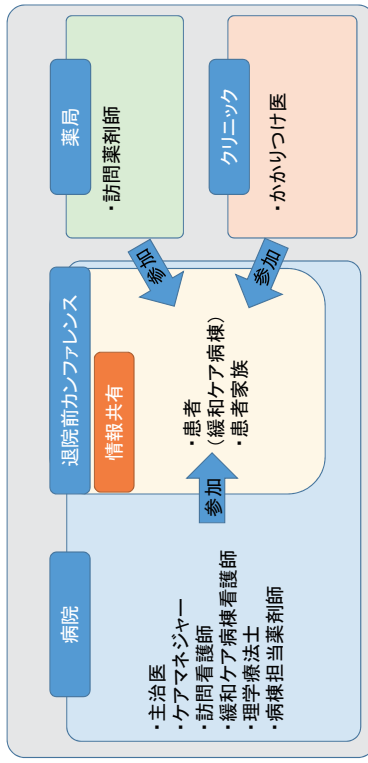 病院
・主治医
・ケアマネジャー
・訪問看護師
・緩和ケア病棟看護師
・理学療法士
・病棟担当薬剤師
参加
退院前カンファレンス
情報共有
・患者
(緩和ケア病棟)
・患者家族
参加
参加
薬局
・訪問薬剤師
クリニック
・かかりつけ医